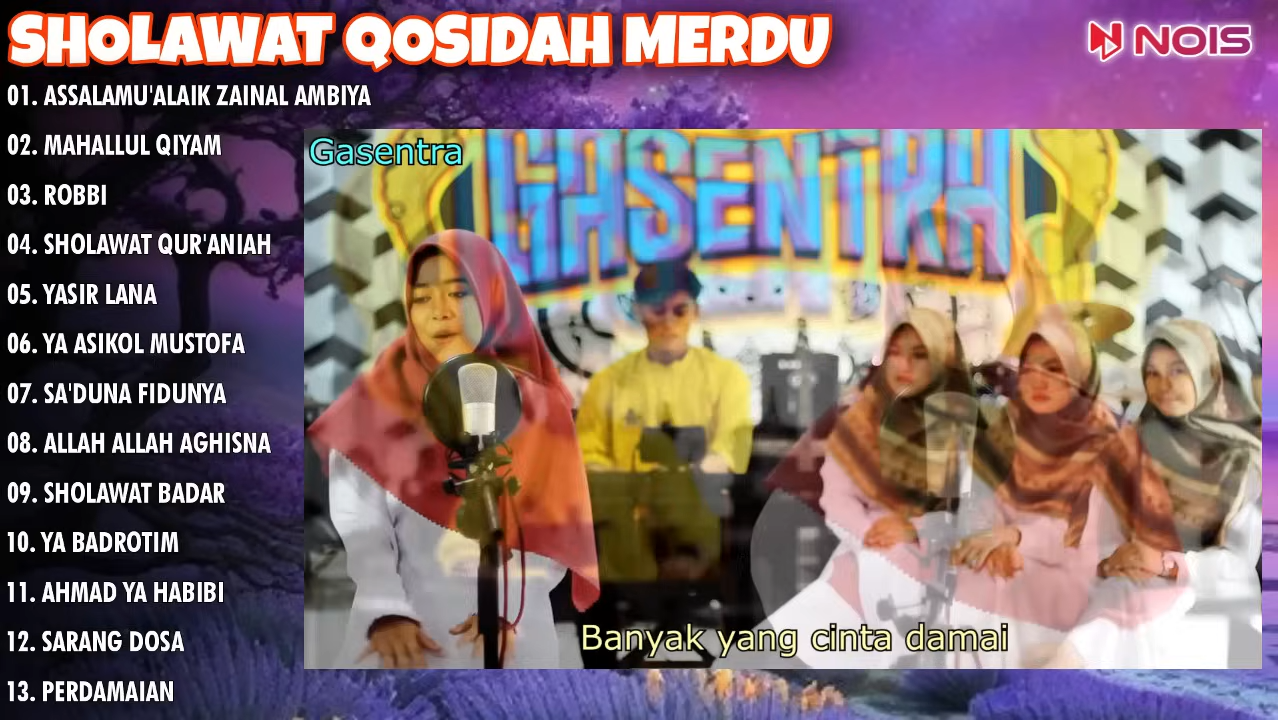 SHOLAWAT QOSIDAH MERDU
NOIS
01. ASSALAMU'ALAIK ZAINAL AMBIYA
02. MAHALLUL QIYAM
03. ROBBI
04. SHOLAWAT QUR'ANIAH
05. YASIR LANA
06. YA ASIKOL MUSTOFA
07. SA'DUNA FIDUNYA
08. ALLAH ALLAH AGHISNA
09. SHOLAWAT BADAR
10. YA BADROTIM
11. AHMAD YA HABIBI
12. SARANG DOSA
13. PERDAMAIAN
Gasentra
GASENTRA
Banyak yang cinta damai